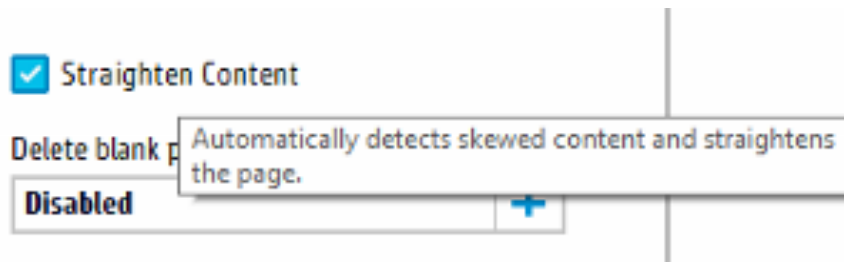 Straighten Content
Delete blank p
Automatically detects skewed content and straightens
the page.
Disabled